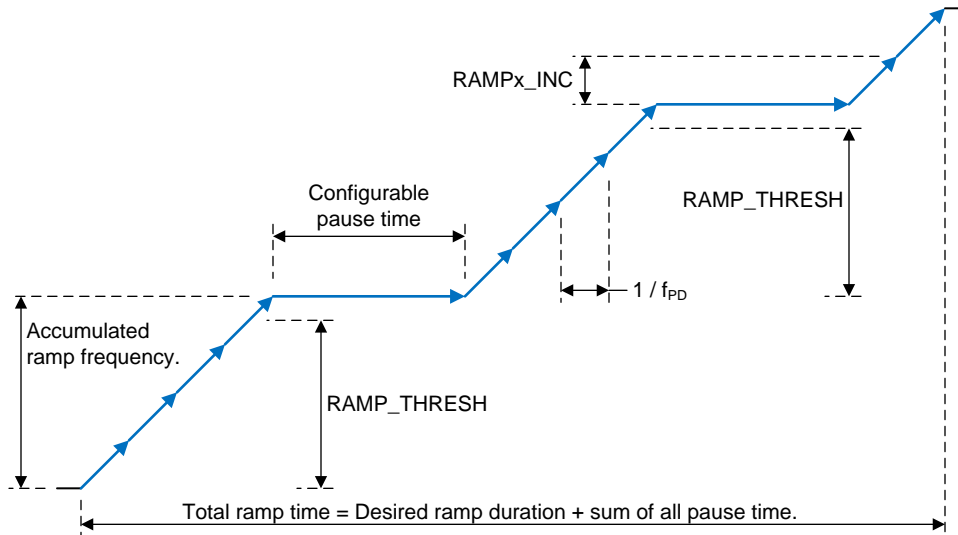 RAMPx_INC
Configurable
pause time
RAMP_THRESH
1 / fPD
Accumulated
ramp frequency.
RAMP_THRESH
Total ramp time = Desired ramp duration + sum of all pause time.